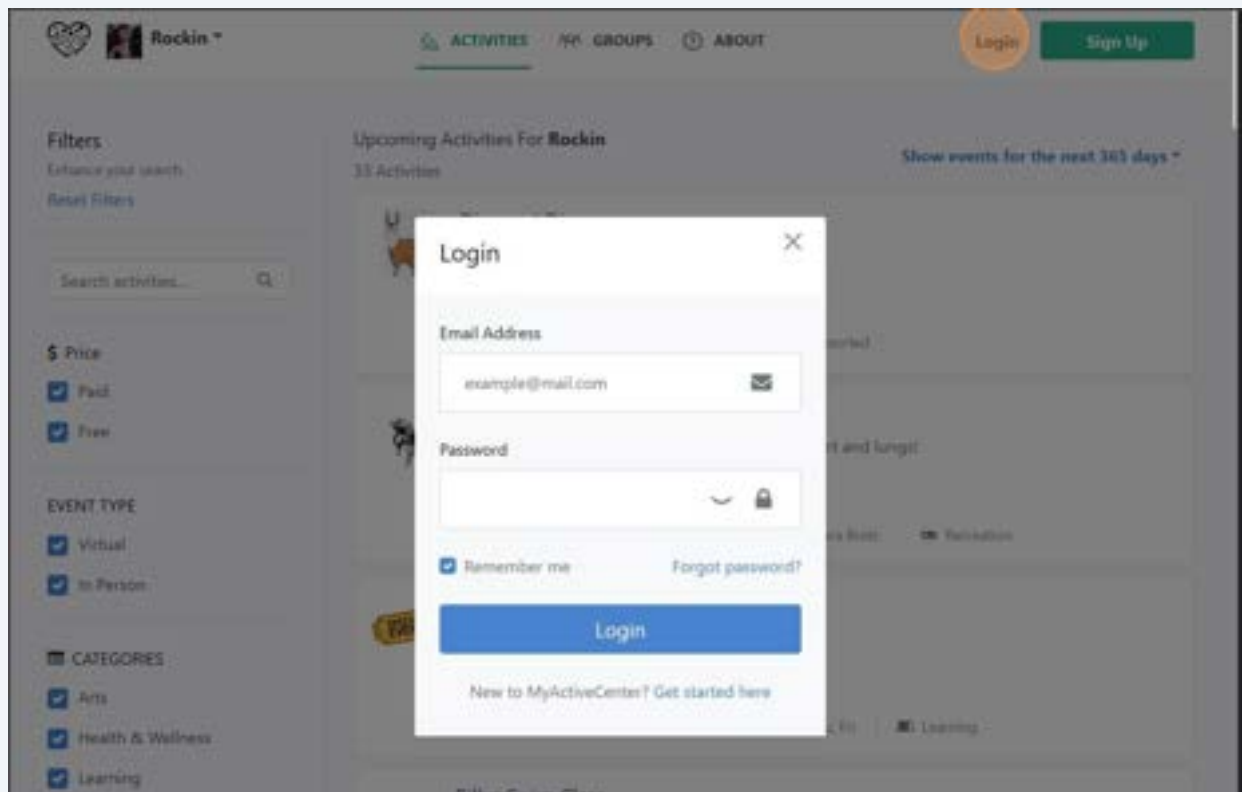 Rockin
ACTIVITIES
GROUPS
ABOUT
Login
Sign Up
Filters
Enhance your search
Reset Filters
Search activities...
$ Price
Paid
Free
EVENT TYPE
Virtual
In Person
CATEGORIES
Arts
Health & Wellness
Learning
Upcoming Activities For Rockin
33 Activities
Show events for the next 365 days
Login
Email Address
example@mail.com
Password
Remember me
Forgot password?
Login
New to MyActiveCenter? Get started here
and lungs!
Recreation
Fri
Learning